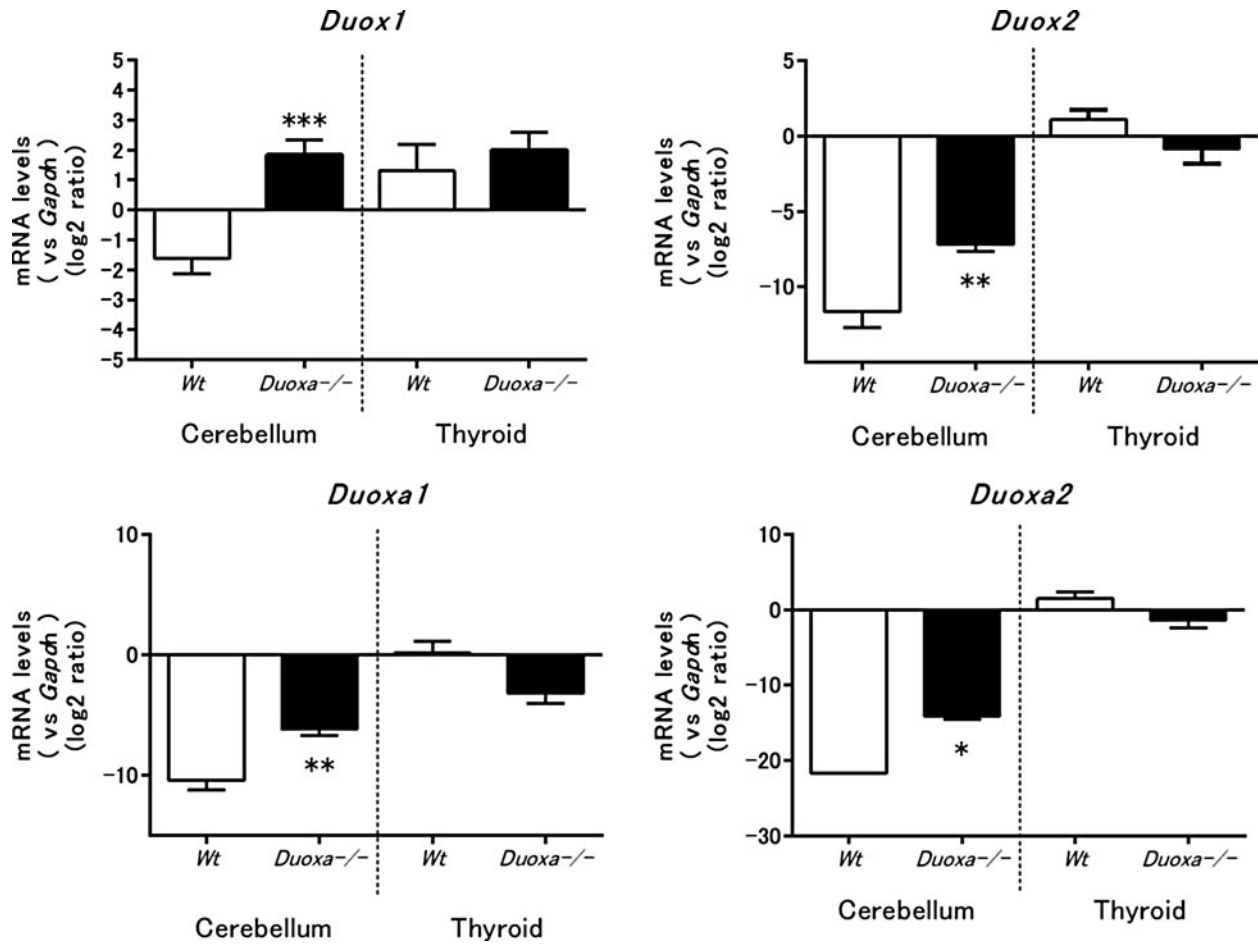 Duox1
mRNA levels
( vs Gapdh )
(log2 ratio)
5
4
3
2
1
0
-1
-2
-3
-4
-5
***
Wt
Duoxa-/-
Wt
Duoxa-/-
Cerebellum
Thyroid
Duox2
mRNA levels
( vs Gapdh )
(log2 ratio)
5
0
-5
-10
**
Wt
Duoxa-/-
Wt
Duoxa-/-
Cerebellum
Thyroid
Duoxa1
mRNA levels
( vs Gapdh )
(log2 ratio)
10
0
-10
**
Wt
Duoxa-/-
Wt
Duoxa-/-
Cerebellum
Thyroid
Duoxa2
mRNA levels
( vs Gapdh )
(log2 ratio)
10
0
-10
-20
-30
*
Wt
Duoxa-/-
Wt
Duoxa-/-
Cerebellum
Thyroid